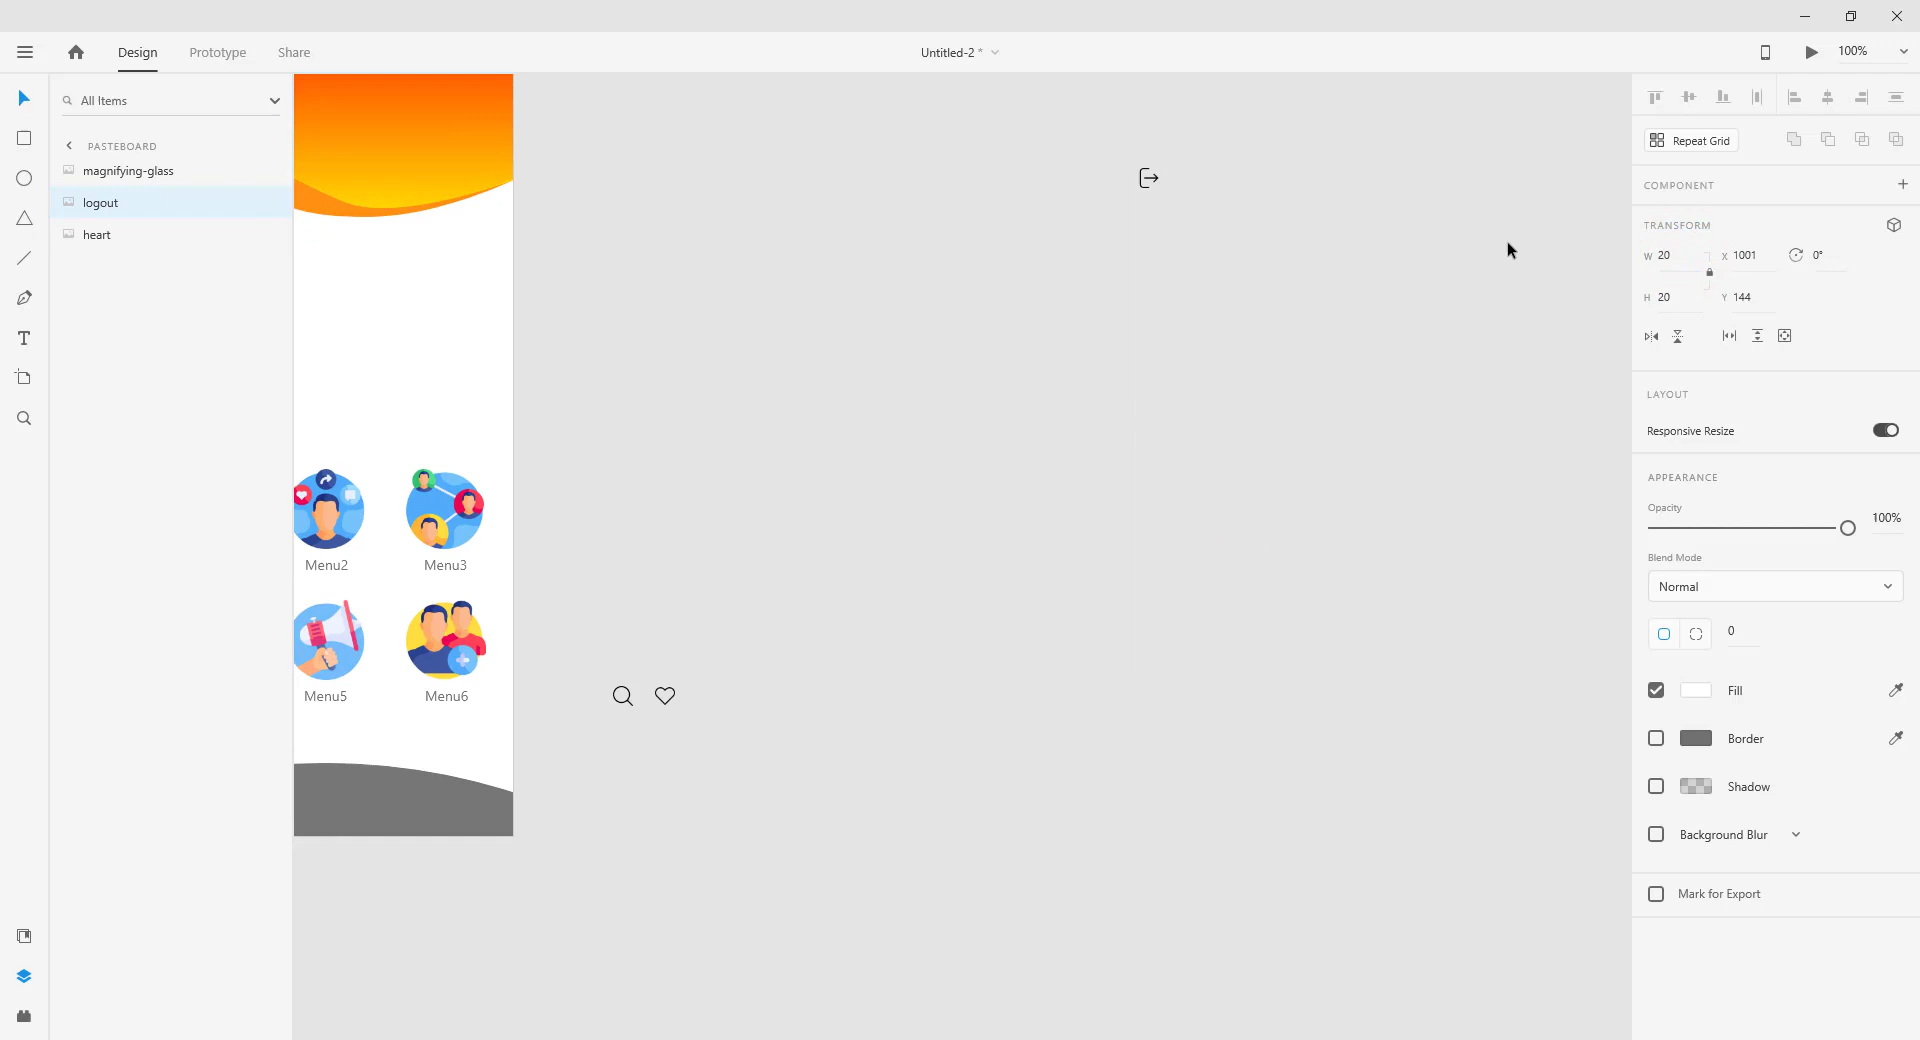 Design
Prototype
Share
Untitled-2 *
100%
All Items
PASTEBOARD
magnifying-glass
logout
heart
Menu2
Menu3
Menu5
Menu6
Repeat Grid
COMPONENT
TRANSFORM
W 20
X 1001
0°
H 20
Y 144
LAYOUT
Responsive Resize
APPEARANCE
Opacity
100%
Blend Mode
Normal
0
Fill
Border
Shadow
Background Blur
Mark for Export